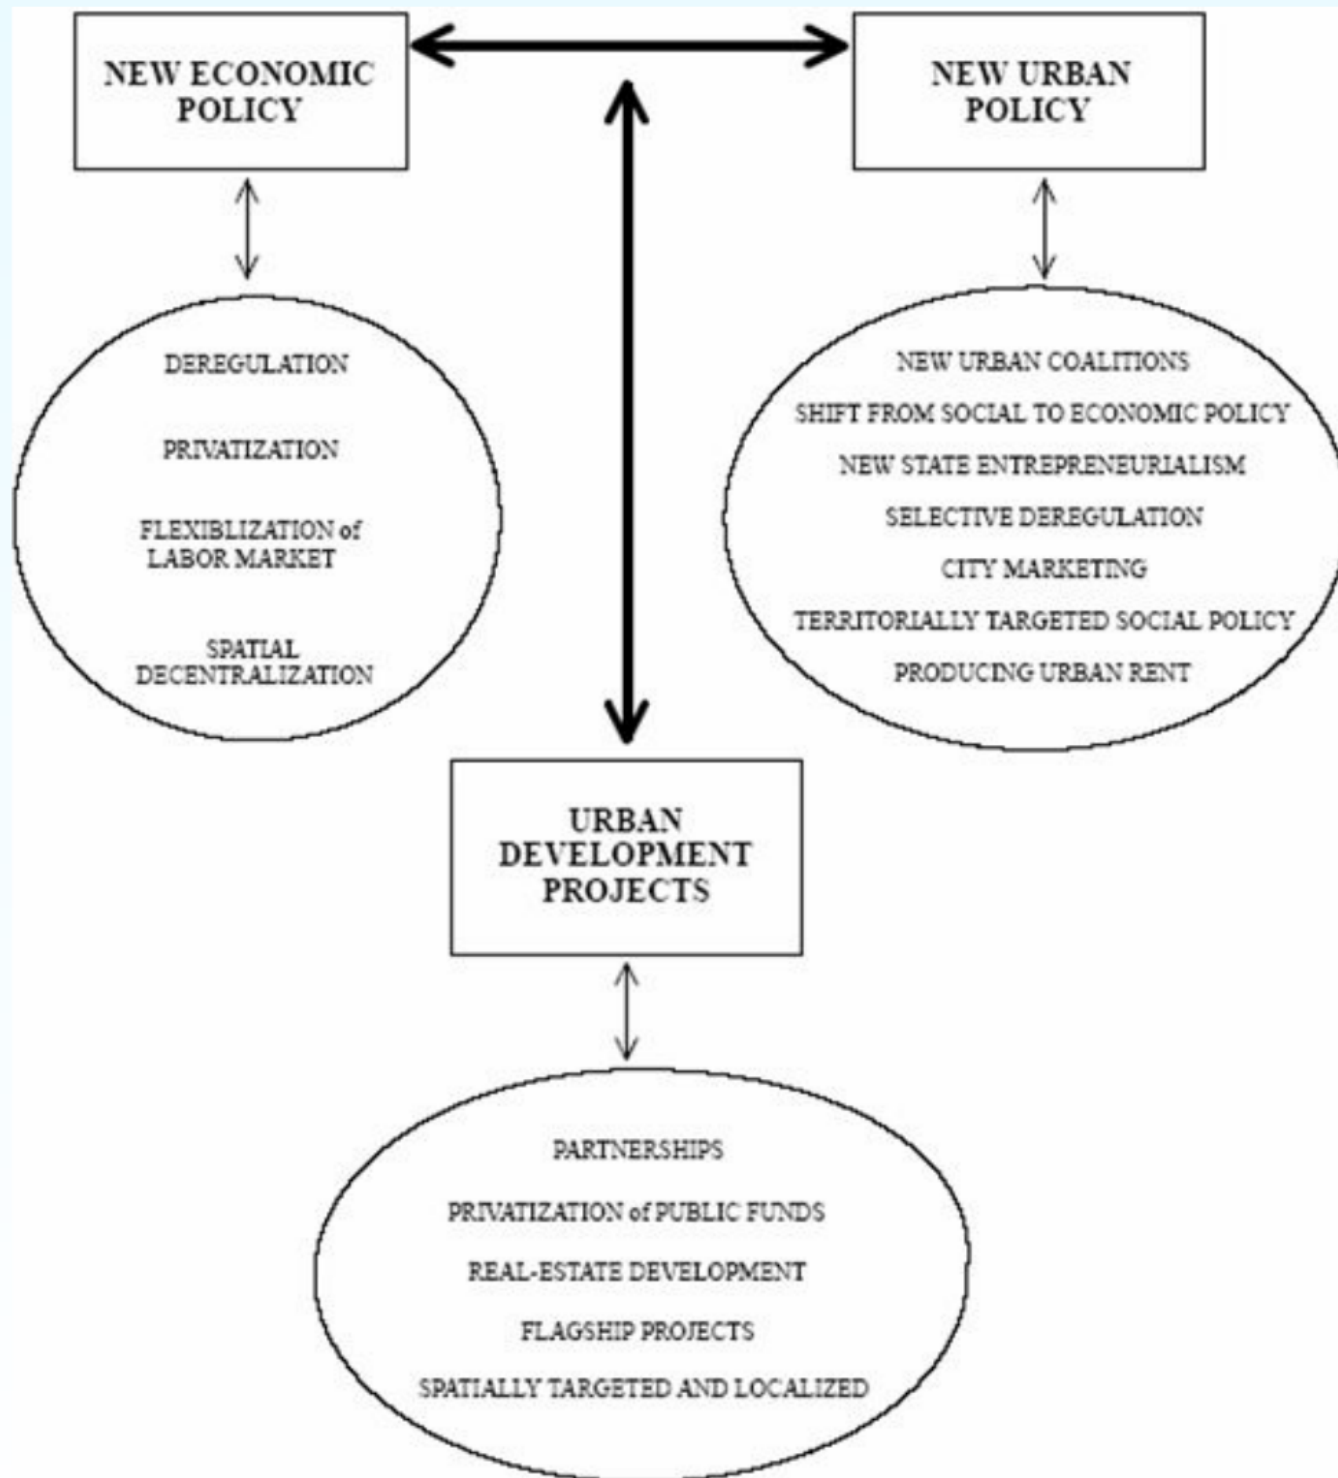 NEW ECONOMIC
POLICY
NEW URBAN
POLICY
DEREGULATION
PRIVATIZATION
FLEXIBLIZATION of
LABOR MARKET
SPATIAL
DECENTRALIZATION
NEW URBAN COALITIONS
SHIFT FROM SOCIAL TO ECONOMIC POLICY
NEW STATE ENTREPRENEURIALISM
SELECTIVE DEREGULATION
CITY MARKETING
TERRITORIALLY TARGETED SOCIAL POLICY
PRODUCING URBAN RENT
URBAN
DEVELOPMENT
PROJECTS
PARTNERSHIPS
PRIVATIZATION of PUBLIC FUNDS
REAL-ESTATE DEVELOPMENT
FLAGSHIP PROJECTS
SPATIALLY TARGETED AND LOCALIZED